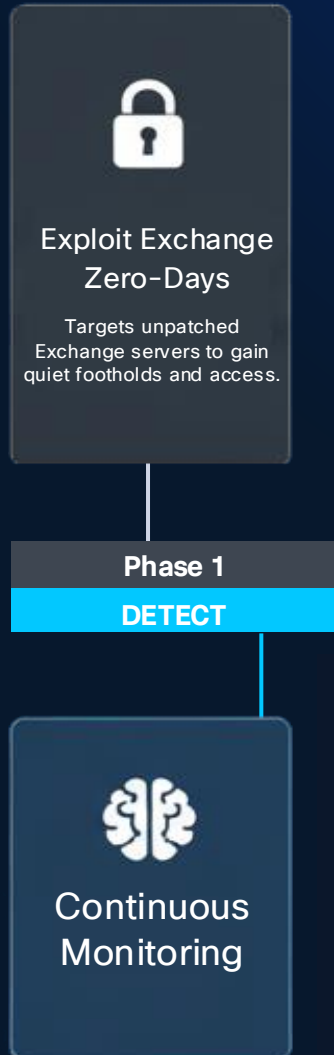 Exploit Exchange
Zero-Days
Targets unpatched
Exchange servers to gain
quiet footholds and access.
Phase 1
DETECT
Continuous
Monitoring